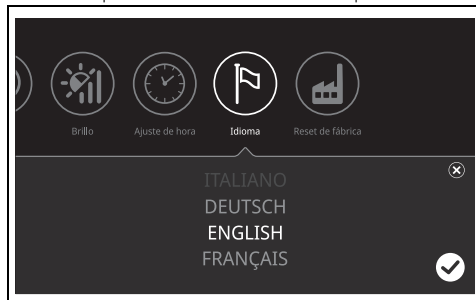 Brillo
Ajuste de hora
Idioma
Reset de fábrica
ITALIANO
DEUTSCH
ENGLISH
FRANÇAIS